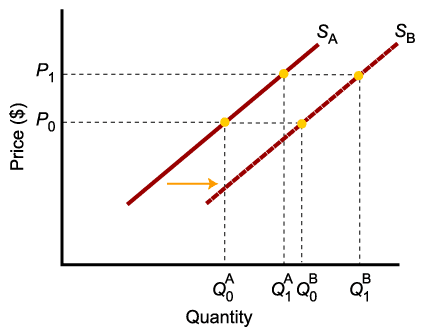 S_A
S_B
P_1
P_0
Price ($)
Q_0^A
Q_1^A
Q_0^B
Q_1^B
Quantity